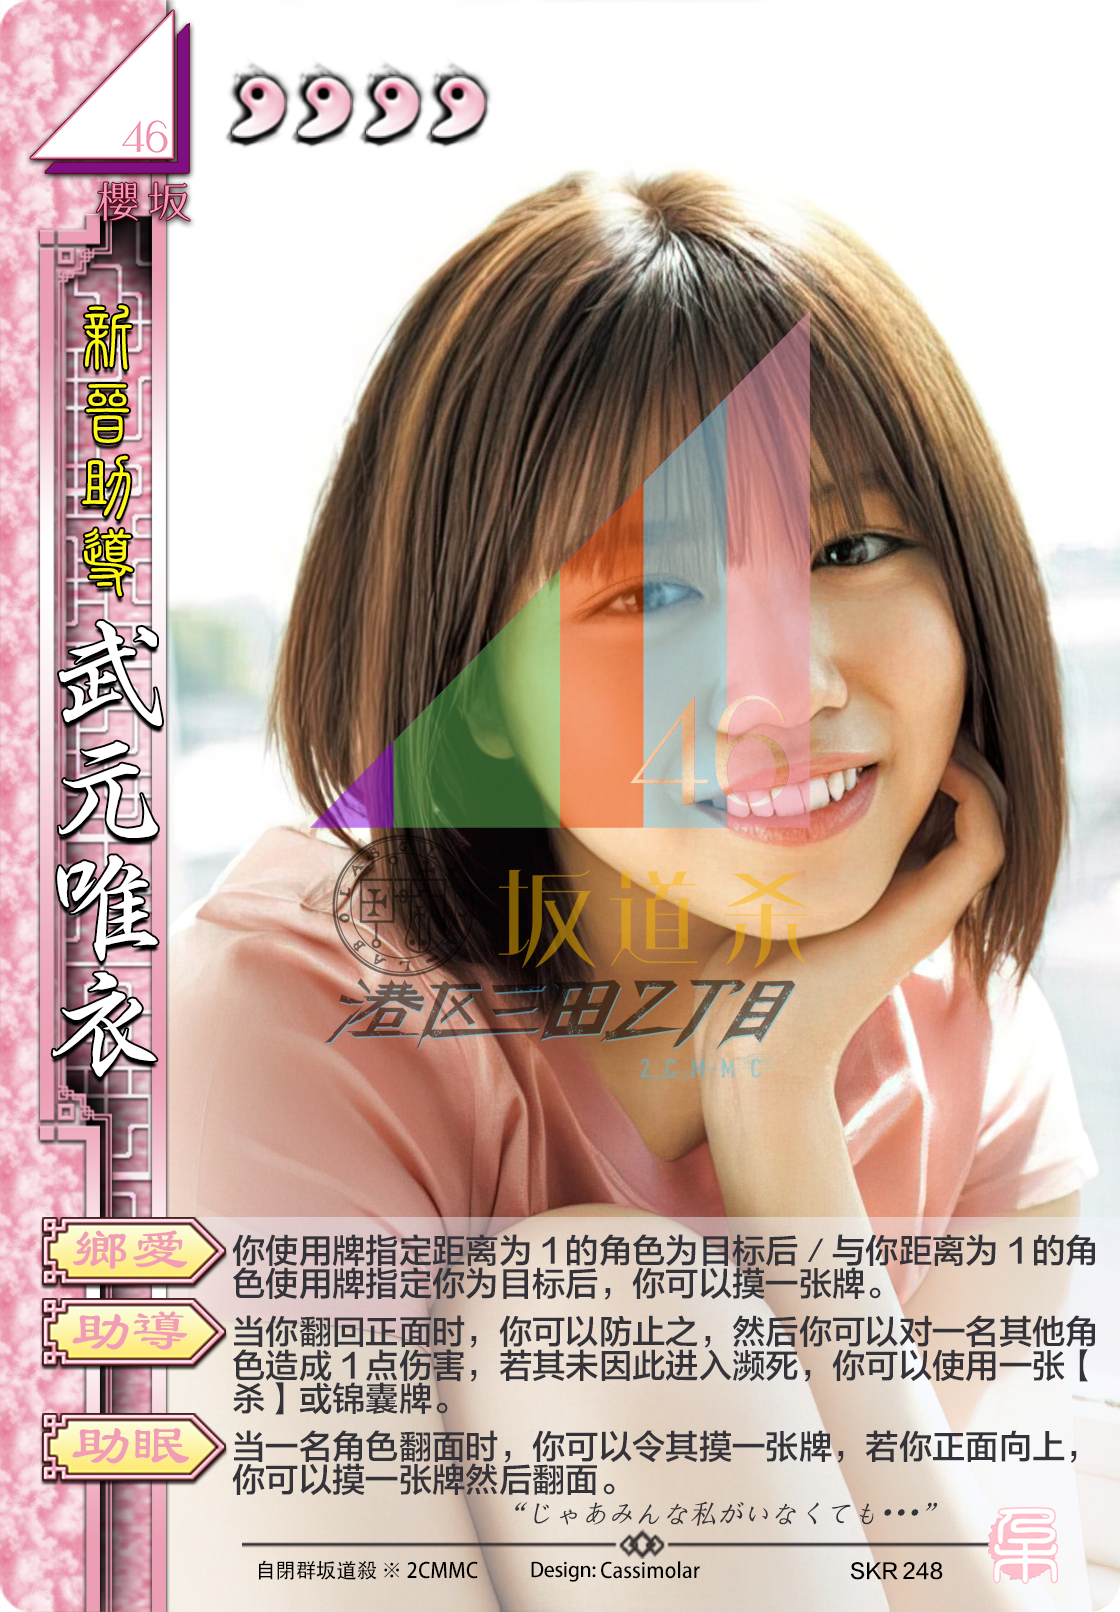 46
櫻坂
新晉助導
武元唯衣
46
坂道杀
港区三田2丁目
2CMMC
鄉愛
你使用牌指定距离为 1 的角色为目标后 / 与你距离为 1 的角
色使用牌指定你为目标后，你可以摸一张牌。
助導
当你翻回正面时，你可以防止之，然后你可以对一名其他角
色造成 1 点伤害，若其未因此进入濒死，你可以使用一张【
杀】或锦囊牌。
助眠
当一名角色翻面时，你可以令其摸一张牌，若你正面向上，
你可以摸一张牌然后翻面。
“じゃあみんな私がいなくても•••”
自閉群坂道殺 ※ 2CMMC
Design: Cassimolar
SKR 248